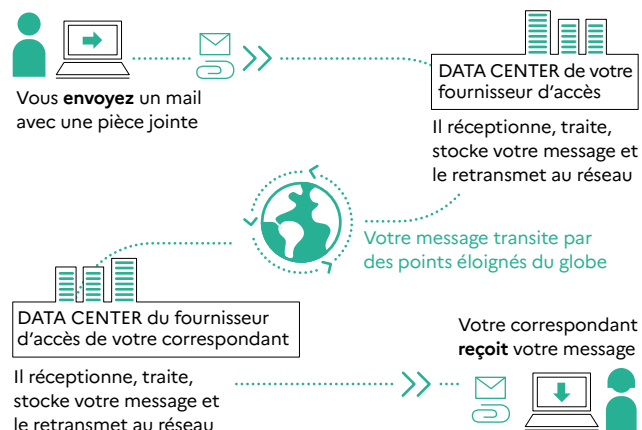 Vous envoyez un mail
avec une pièce jointe
DATA CENTER de votre
fournisseur d'accès
Il réceptionne, traite,
stocke votre message et
le retransmet au réseau
Votre message transite par
des points éloignés du globe
DATA CENTER du fournisseur
d'accès de votre correspondant
Il réceptionne, traite,
stocke votre message et
le retransmet au réseau
Votre correspondant
reçoit votre message